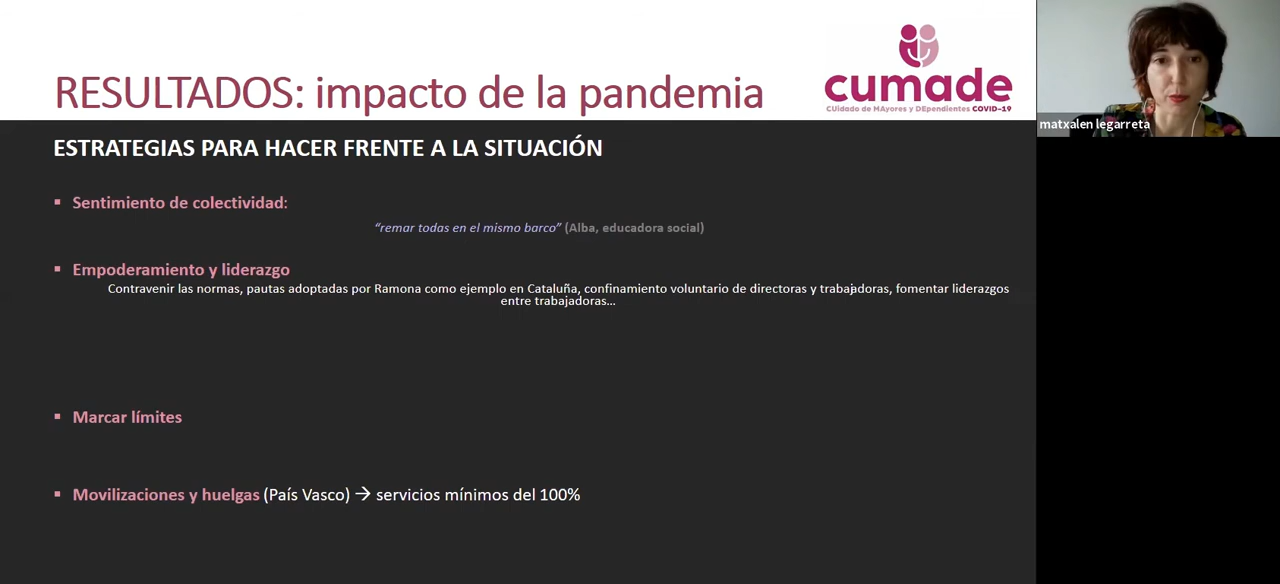 RESULTADOS: impacto de la pandemia
cumade
CUidado de MAyores y DEpendientes COVID-19
matxalen legarreta
ESTRATEGIAS PARA HACER FRENTE A LA SITUACIÓN
▪ Sentimiento de colectividad:
“remar todas en el mismo barco” (Alba, educadora social)
▪ Empoderamiento y liderazgo
Contravenir las normas, pautas adoptadas por Ramona como ejemplo en Cataluña, confinamiento voluntario de directoras y trabajadoras, fomentar liderazgos
entre trabajadoras...
▪ Marcar límites
▪ Movilizaciones y huelgas (País Vasco) → servicios mínimos del 100%